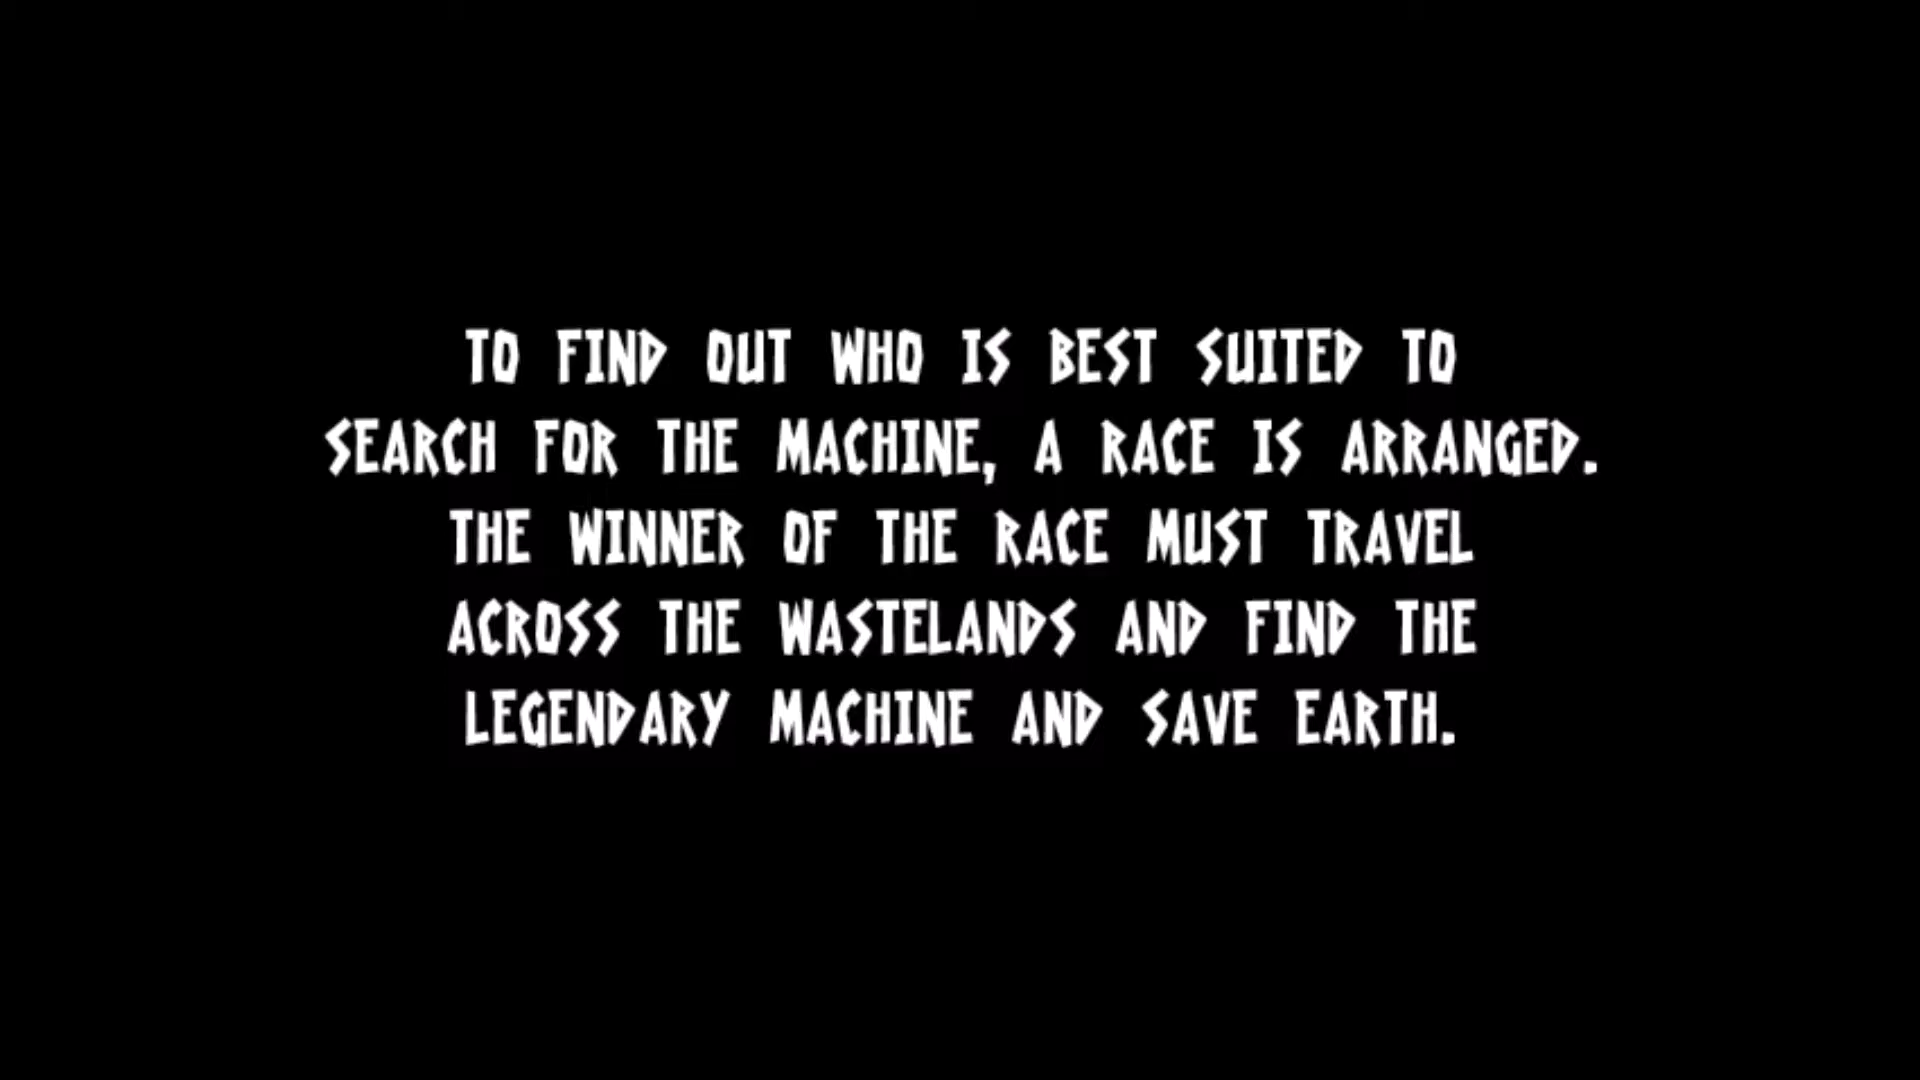 TO FIND OUT WHO IS BEST SUITED TO
SEARCH FOR THE MACHINE, A RACE IS ARRANGED.
THE WINNER OF THE RACE MUST TRAVEL
ACROSS THE WASTELANDS AND FIND THE
LEGENDARY MACHINE AND SAVE EARTH.